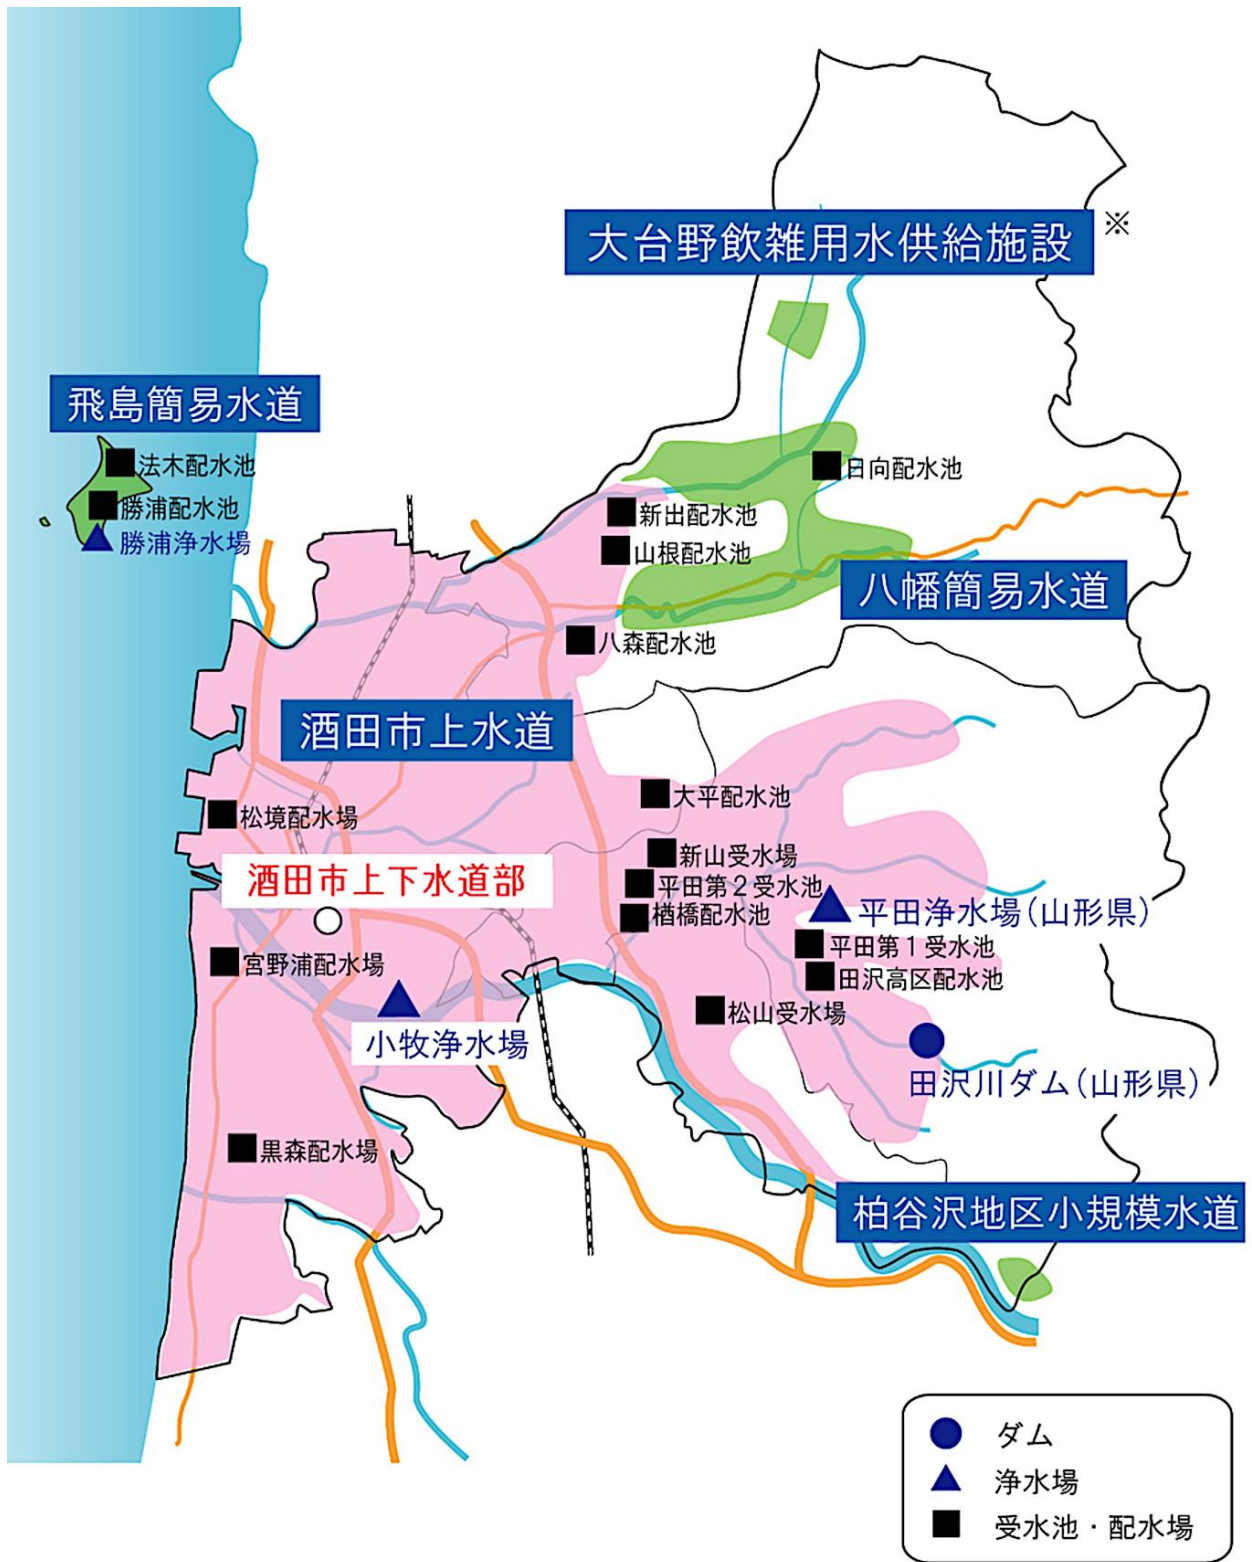 大台野飲雑用水供給施設
※
飛島簡易水道
法木配水池
勝浦配水池
勝浦浄水場
日向配水池
新出配水池
山根配水池
八幡簡易水道
八森配水池
酒田市上水道
大平配水池
松境配水場
新山受水場
酒田市上下水道部
平田第2受水池
楢橋配水池
平田浄水場(山形県)
平田第1受水池
宮野浦配水場
田沢高区配水池
松山受水場
小牧浄水場
田沢川ダム(山形県)
黒森配水場
柏谷沢地区小規模水道
ダム
浄水場
受水池・配水場